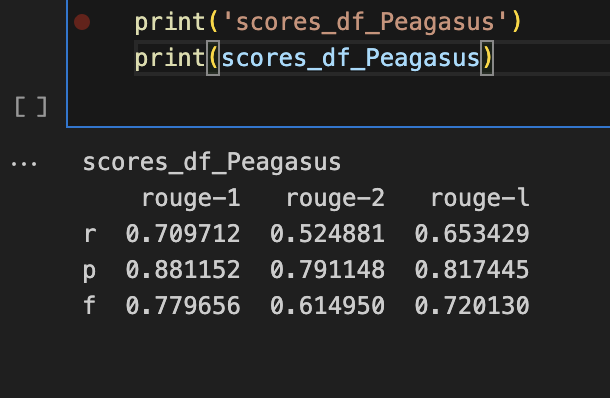 print('scores_df_Peagasus')
print(scores_df_Peagasus)
[ ]
...
scores_df_Peagasus
rouge-1 rouge-2 rouge-l
r 0.709712 0.524881 0.653429
p 0.881152 0.791148 0.817445
f 0.779656 0.614950 0.720130